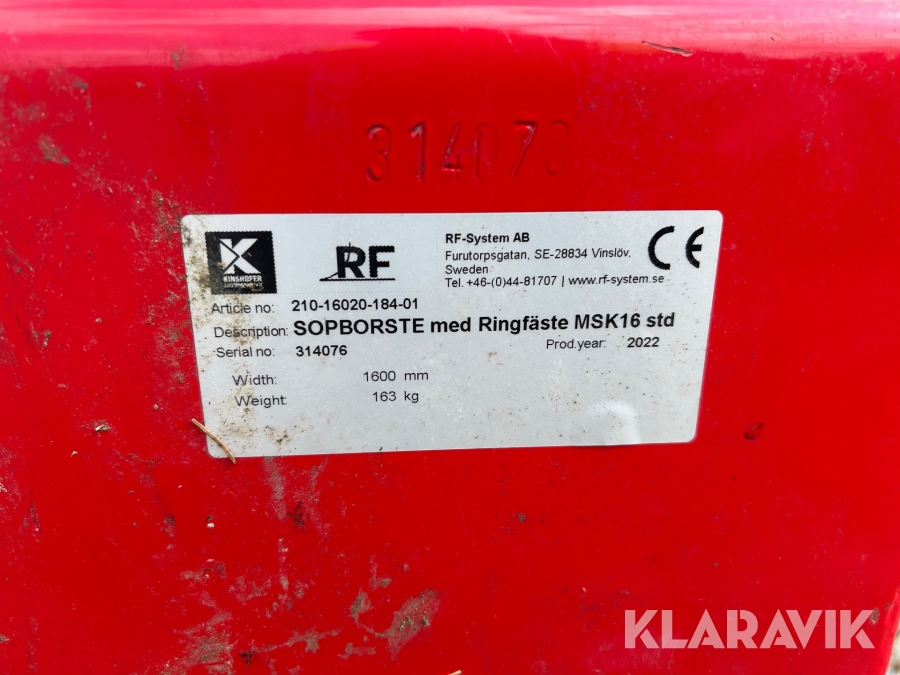 314076
KINSHOFER
RF
RF-System AB
Furutorpsgatan, SE-28834 Vinslöv,
Sweden
Tel. +46-(0)44-81707 | www.rf-system.se
CE
Article no: 210-16020-184-01
Description: SOPBORSTE med Ringfäste MSK16 std
Serial no: 314076 Prod.year: 2022
Width: 1600 mm
Weight: 163 kg
KLARAVIK